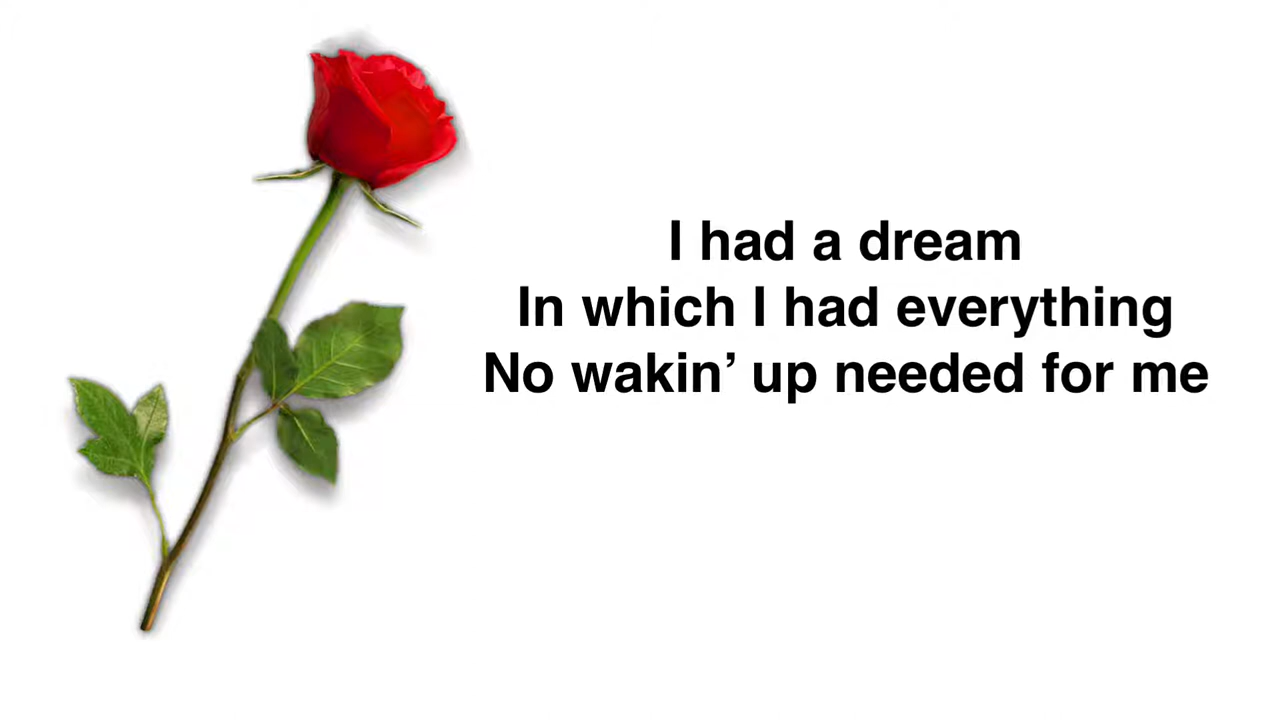 I had a dream
In which I had everything
No wakin’ up needed for me